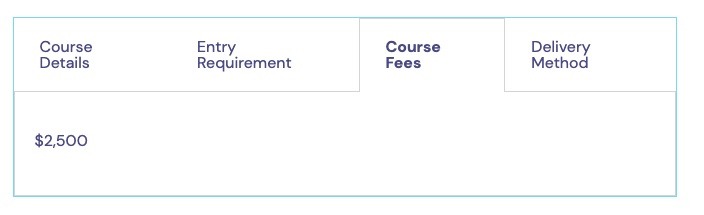 Course
Details
Entry
Requirement
Course
Fees
Delivery
Method
$2,500